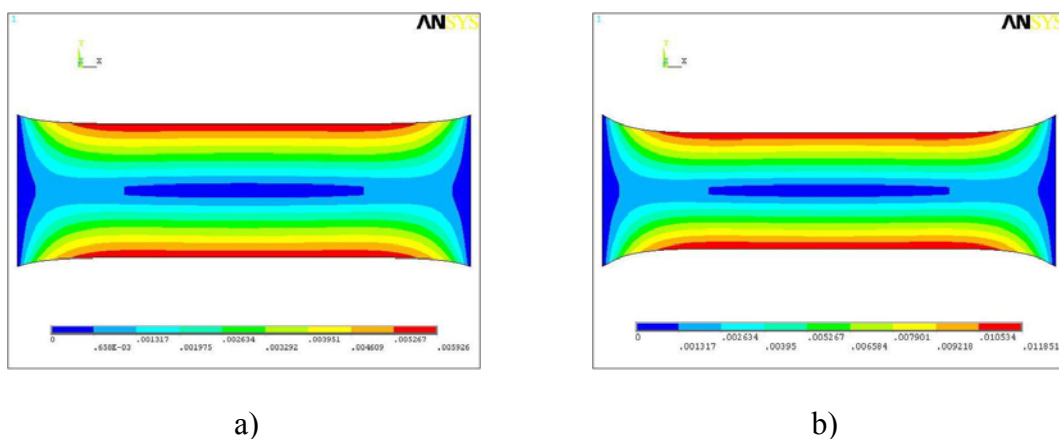 1
ANSYS
Y
X
0 .001317 .002634 .003951 .005267
.658E-03 .001975 .003292 .004609 .005926
a)
1
ANSYS
Y
X
0 .002634 .005267 .007901 .010534
.001317 .00395 .006584 .009218 .011851
b)